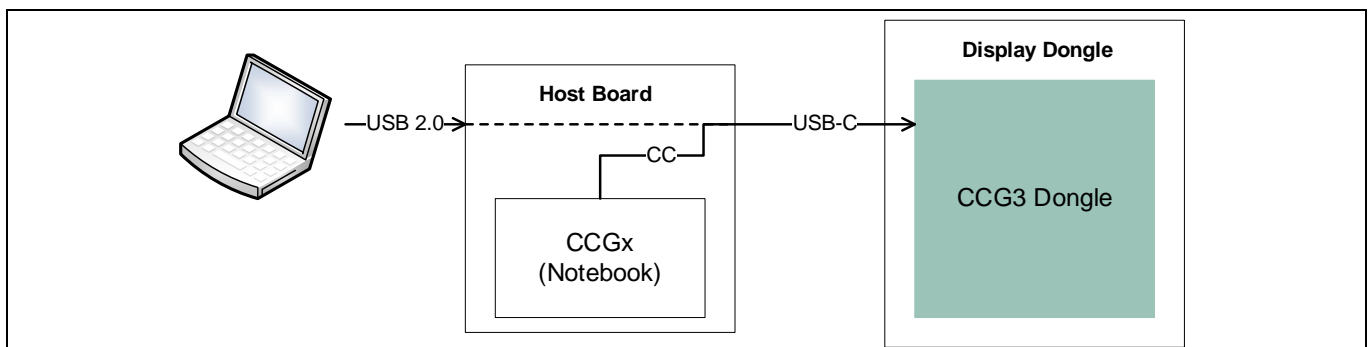 Display Dongle
Host Board
USB 2.0
USB-C
CC
CCG3 Dongle
CCGx
(Notebook)